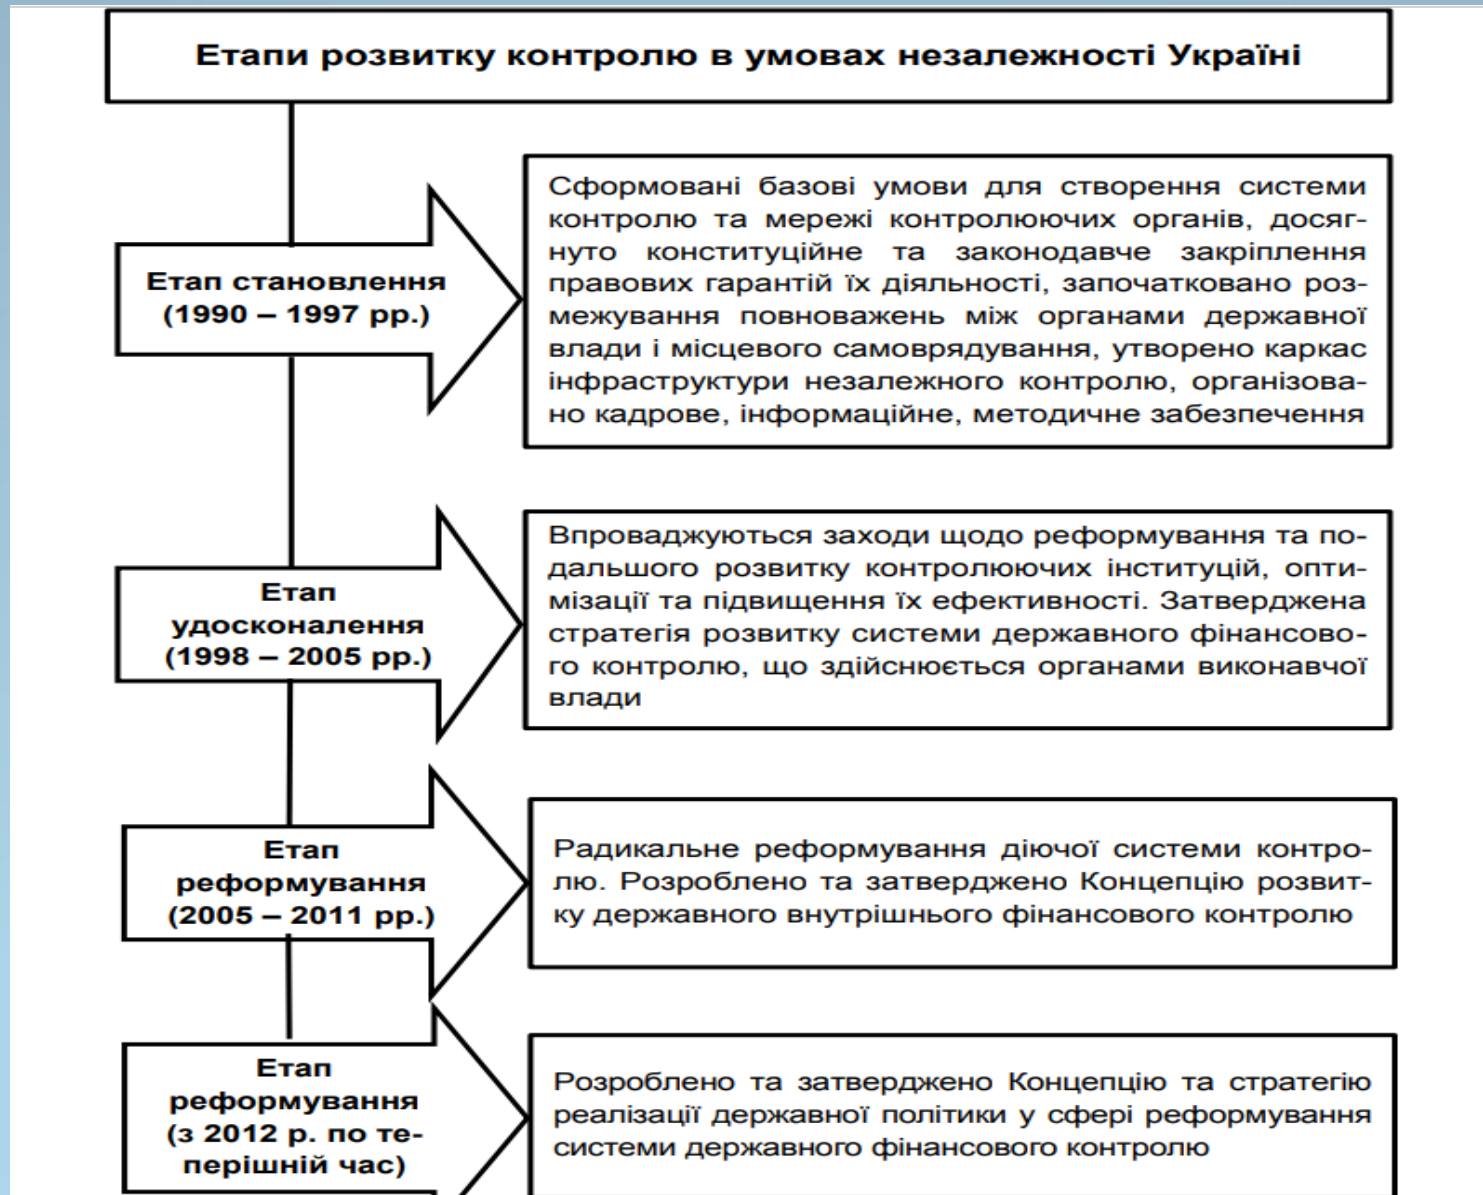 Етапи розвитку контролю в умовах незалежності Україні
Етап становлення
(1990 – 1997 рр.)
Сформовані базові умови для створення системи
контролю та мережі контролюючих органів, досяг-
нуто конституційне та законодавче закріплення
правових гарантій їх діяльності, започатковано роз-
межування повноважень між органами державної
влади і місцевого самоврядування, утворено каркас
інфраструктури незалежного контролю, організова-
но кадрове, інформаційне, методичне забезпечення
Етап
удосконалення
(1998 – 2005 рр.)
Впроваджуються заходи щодо реформування та по-
дальшого розвитку контролюючих інституцій, опти-
мізації та підвищення їх ефективності. Затверджена
стратегія розвитку системи державного фінансово-
го контролю, що здійснюється органами виконавчої
влади
Етап
реформування
(2005 – 2011 рр.)
Радикальне реформування діючої системи контро-
лю. Розроблено та затверджено Концепцію розвит-
ку державного внутрішнього фінансового контролю
Етап
реформування
(з 2012 р. по те-
перішній час)
Розроблено та затверджено Концепцію та стратегію
реалізації державної політики у сфері реформування
системи державного фінансового контролю